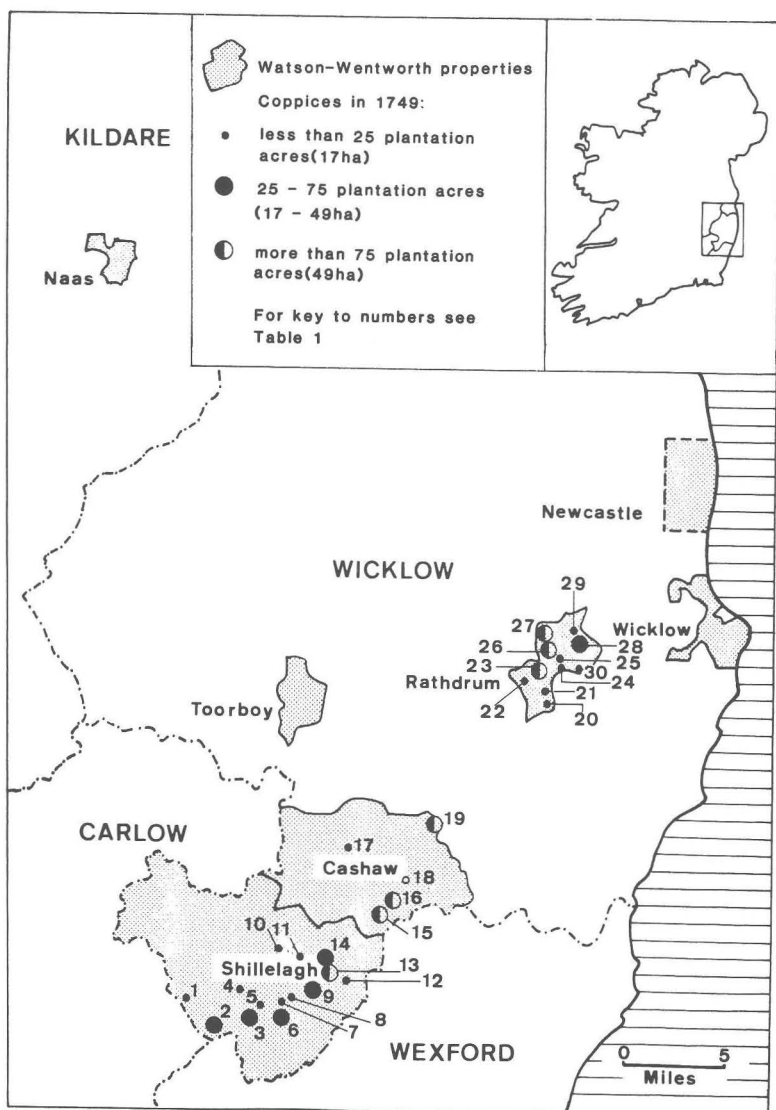 Watson-Wentworth properties
Coppices in 1749:
less than 25 plantation
acres(17ha)
25 - 75 plantation acres
(17 - 49ha)
more than 75 plantation
acres(49ha)
For key to numbers see
Table 1
KILDARE
Naas
Newcastle
WICKLOW
29
27
Wicklow
26
28
25
23
30
Rathdrum
24
21
22
20
Toorboy
19
CARLOW
17
Cashaw
18
16
15
10
11
14
Shillelagh
13
12
4
1
9
5
8
2
3
6
7
WEXFORD
0 5
Miles